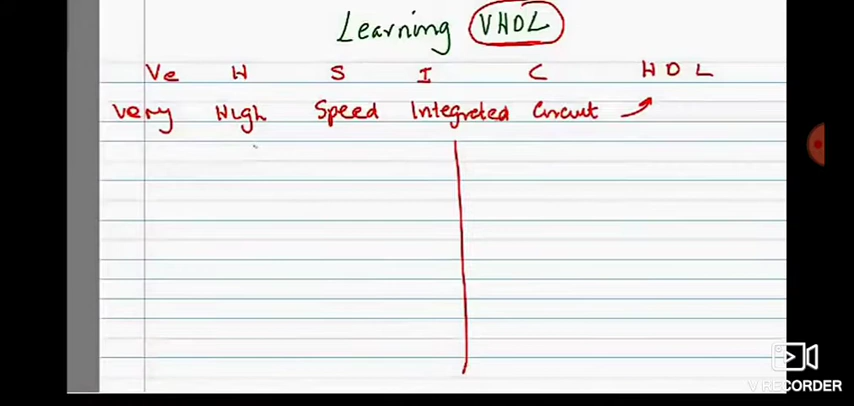 Learning VHDL
Ve H S I C HDL
Very High Speed Integrated Circuit
V RECORDER